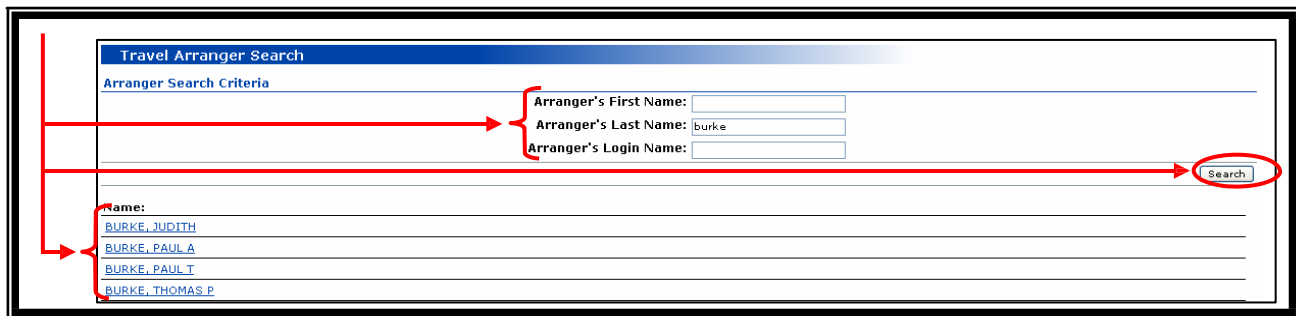 Travel Arranger Search
Arranger Search Criteria
Arranger's First Name:
Arranger's Last Name: burke
Arranger's Login Name:
Search
Name:
BURKE, JUDITH
BURKE, PAUL A
BURKE, PAUL T
BURKE, THOMAS P